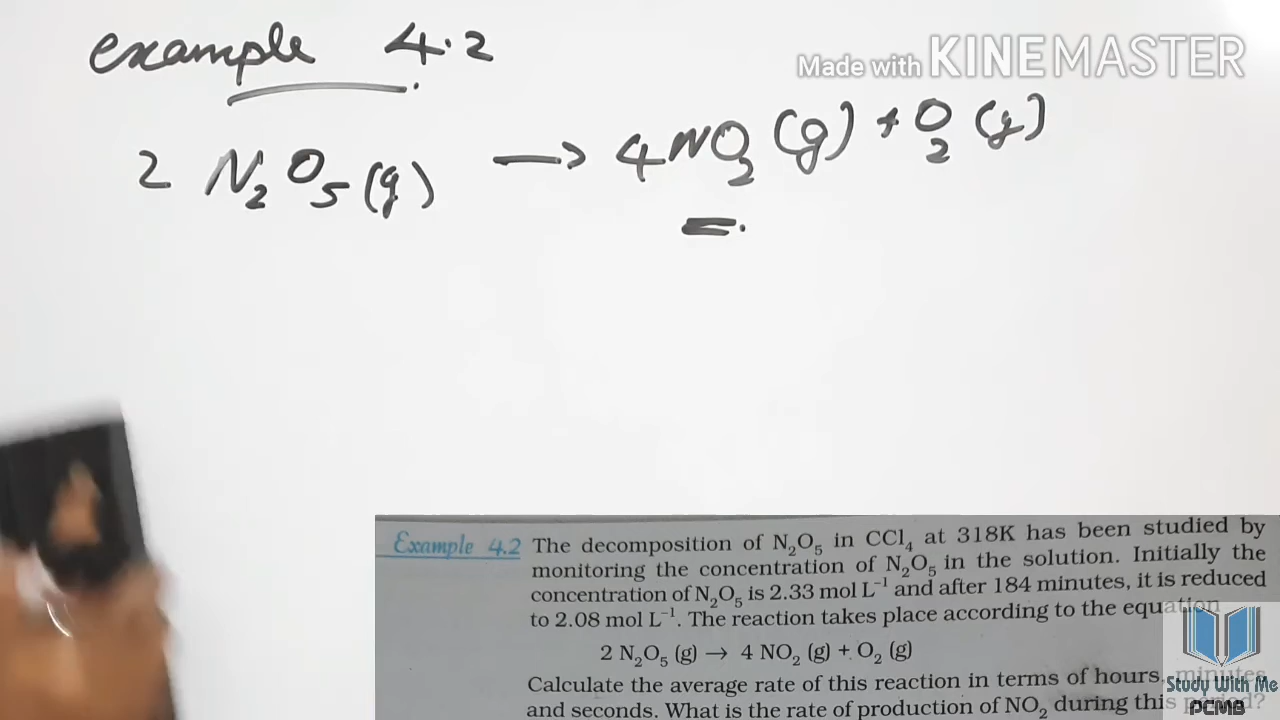 example 4.2
Made with KINEMASTER
2 N₂O₅(g) → 4NO₂(g) + O₂(g)
Example 4.2 The decomposition of N₂O₅ in CCl₄ at 318K has been studied by
monitoring the concentration of N₂O₅ in the solution. Initially the
concentration of N₂O₅ is 2.33 mol L⁻¹ and after 184 minutes, it is reduced
to 2.08 mol L⁻¹. The reaction takes place according to the equation
2 N₂O₅ (g) → 4 NO₂ (g) + O₂ (g)
Calculate the average rate of this reaction in terms of hours, minutes
and seconds. What is the rate of production of NO₂ during this period?
Study With Me
PCMB